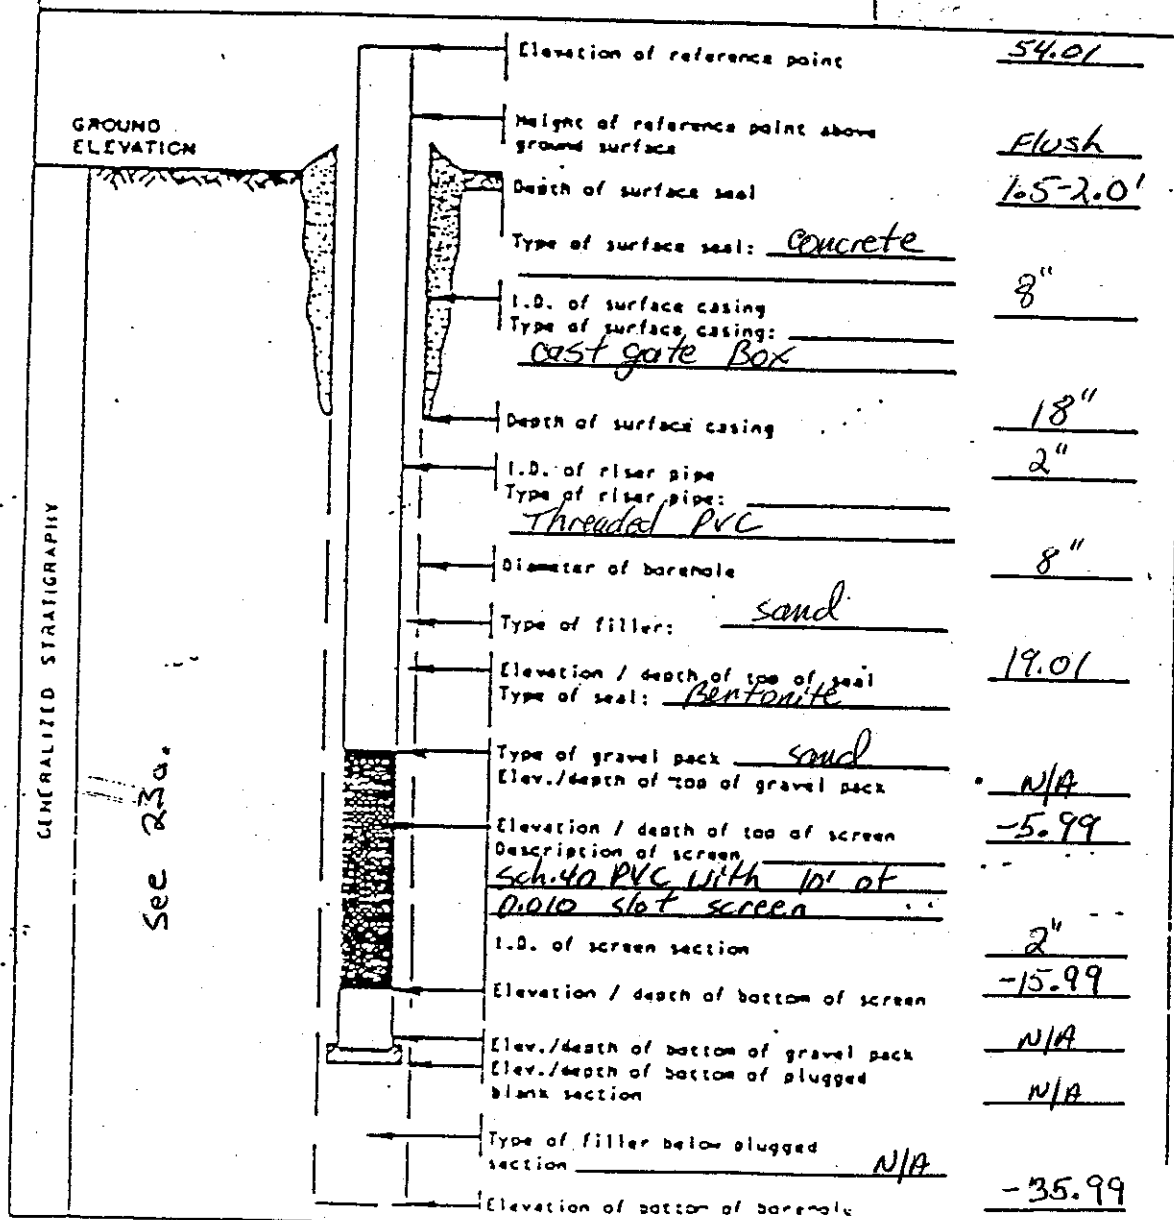 Elevation of reference point 54.01
GROUND
ELEVATION
Height of reference point above
ground surface Flush
Depth of surface seal 1.5-2.0'
Type of surface seal: Concrete
I.D. of surface casing 8"
Type of surface casing:
cast gate Box
Depth of surface casing 18"
I.D. of riser pipe 2"
Type of riser pipe:
Threaded PVC
Diameter of borehole 8"
Type of filler: sand
Elevation / depth of top of seal 19.01
Type of seal: Bentonite
Type of gravel pack sand
Elev./depth of top of gravel pack N/A
Elevation / depth of top of screen -5.99
Description of screen
Sch.40 PVC with 10' of
0.010 slot screen
I.D. of screen section 2"
Elevation / depth of bottom of screen -15.99
Elev./depth of bottom of gravel pack N/A
Elev./depth of bottom of plugged
blank section N/A
Type of filler below plugged
section N/A
Elevation of bottom of borehole -35.99
GENERALIZED STRATIGRAPHY
See 23a.